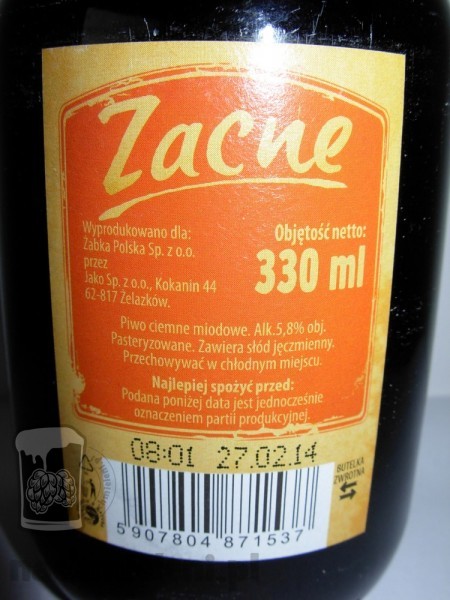 Zacne
Wyprodukowano dla:
Żabka Polska Sp. z o.o.
przez
Jako Sp. z o.o., Kokanin 44
62-817 Żelazków.
Objętość netto:
330 ml
Piwo ciemne miodowe. Alk.5,8% obj.
Pasteryzowane. Zawiera słód jęczmienny.
Przechowywać w chłodnym miejscu.
Najlepiej spożyć przed:
Podana poniżej data jest jednocześnie
oznaczeniem partii produkcyjnej.
08:01 27.02.14
BUTELKA
ZWROTNA
5907804 871537